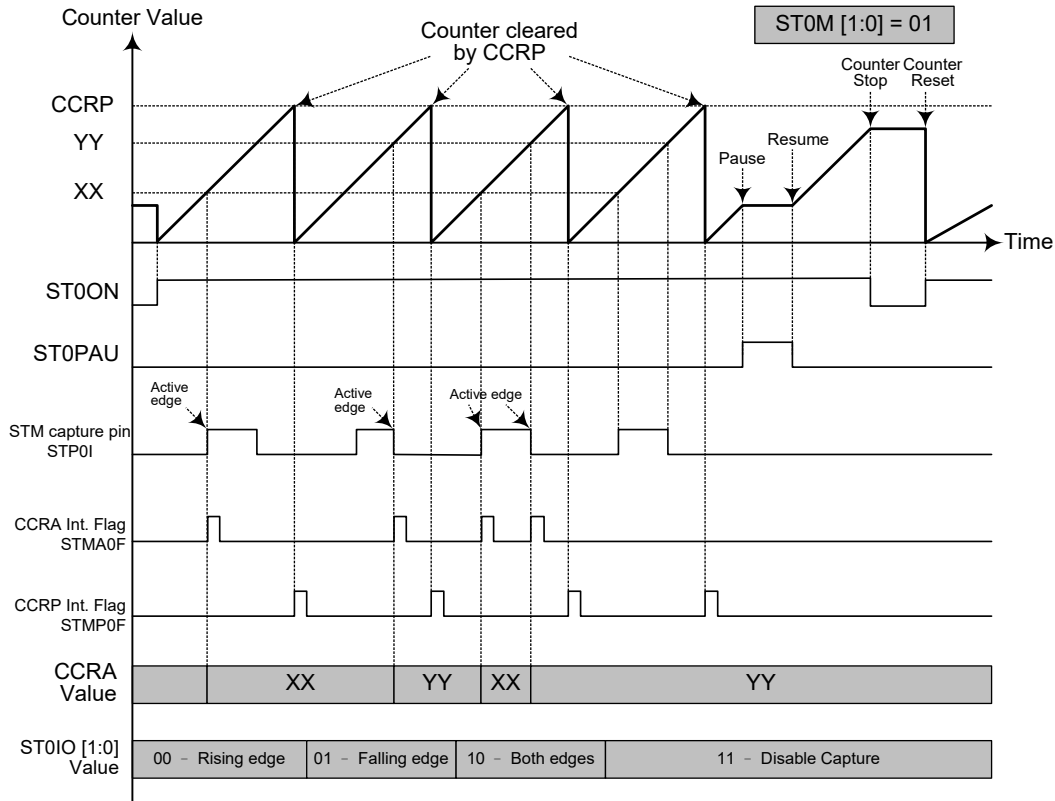 Counter Value
ST0M [1:0] = 01
Counter cleared
by CCRP
Counter
Stop
Counter
Reset
CCRP
YY
XX
Pause
Resume
Time
ST0ON
ST0PAU
Active
edge
Active
edge
Active edge
STM capture pin
STP0I
CCRA Int. Flag
STMA0F
CCRP Int. Flag
STMP0F
CCRA
Value
XX
YY
XX
YY
ST0IO [1:0]
Value
00 – Rising edge
01 – Falling edge
10 – Both edges
11 – Disable Capture